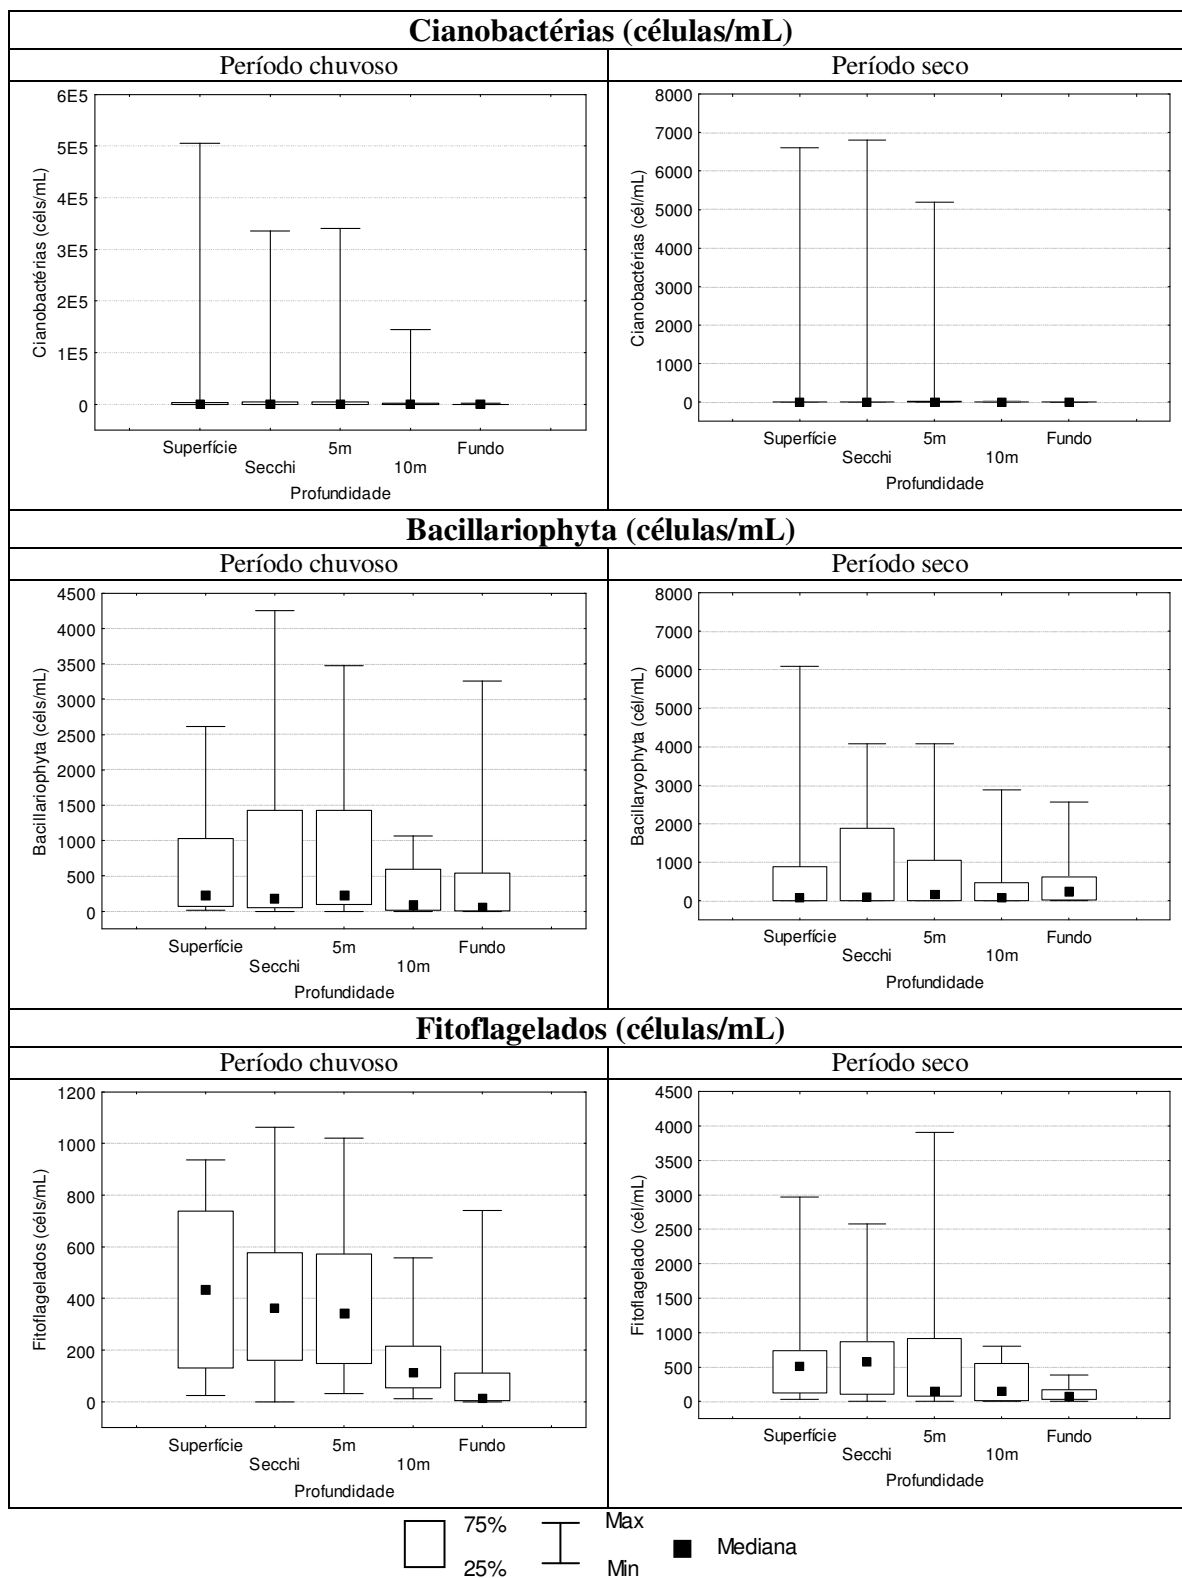 Cianobactérias (células/mL)
Período chuvoso
Período seco
Cianobactérias (céls/mL)
6E5
5E5
4E5
3E5
2E5
1E5
0
Superfície
Secchi
5m
10m
Fundo
Profundidade
Cianobactérias (cél/mL)
8000
7000
6000
5000
4000
3000
2000
1000
0
Superfície
Secchi
5m
10m
Fundo
Profundidade
Bacillariophyta (células/mL)
Período chuvoso
Período seco
Bacillariophyta (céls/mL)
4500
4000
3500
3000
2500
2000
1500
1000
500
0
Superfície
Secchi
5m
10m
Fundo
Profundidade
Bacillaryophyta (cél/mL)
8000
7000
6000
5000
4000
3000
2000
1000
0
Superfície
Secchi
5m
10m
Fundo
Profundidade
Fitoflagelados (células/mL)
Período chuvoso
Período seco
Fitoflagelados (céls/mL)
1200
1000
800
600
400
200
0
Superfície
Secchi
5m
10m
Fundo
Profundidade
Fitoflagelado (cél/mL)
4500
4000
3500
3000
2500
2000
1500
1000
500
0
Superfície
Secchi
5m
10m
Fundo
Profundidade
75%
25%
Max
Min
Mediana